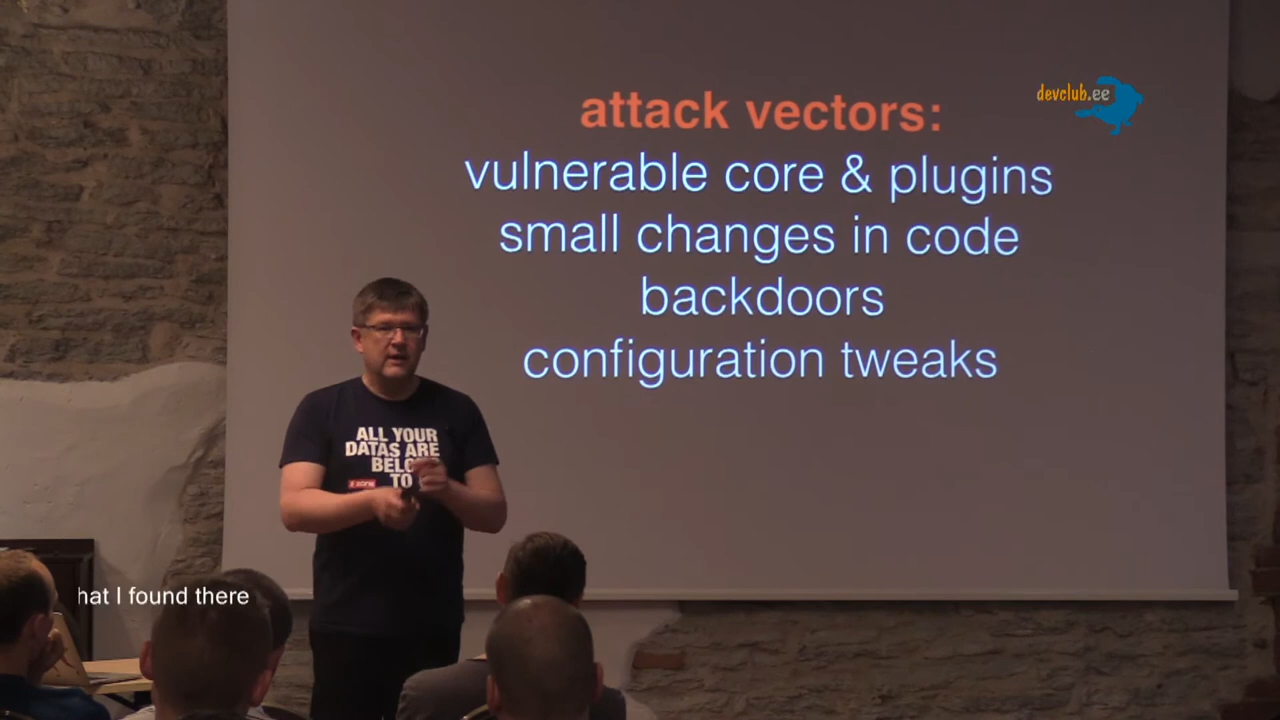 attack vectors:
devclub.ee
vulnerable core & plugins
small changes in code
backdoors
configuration tweaks
ALL YOUR
DATAS ARE
TO
hat I found there